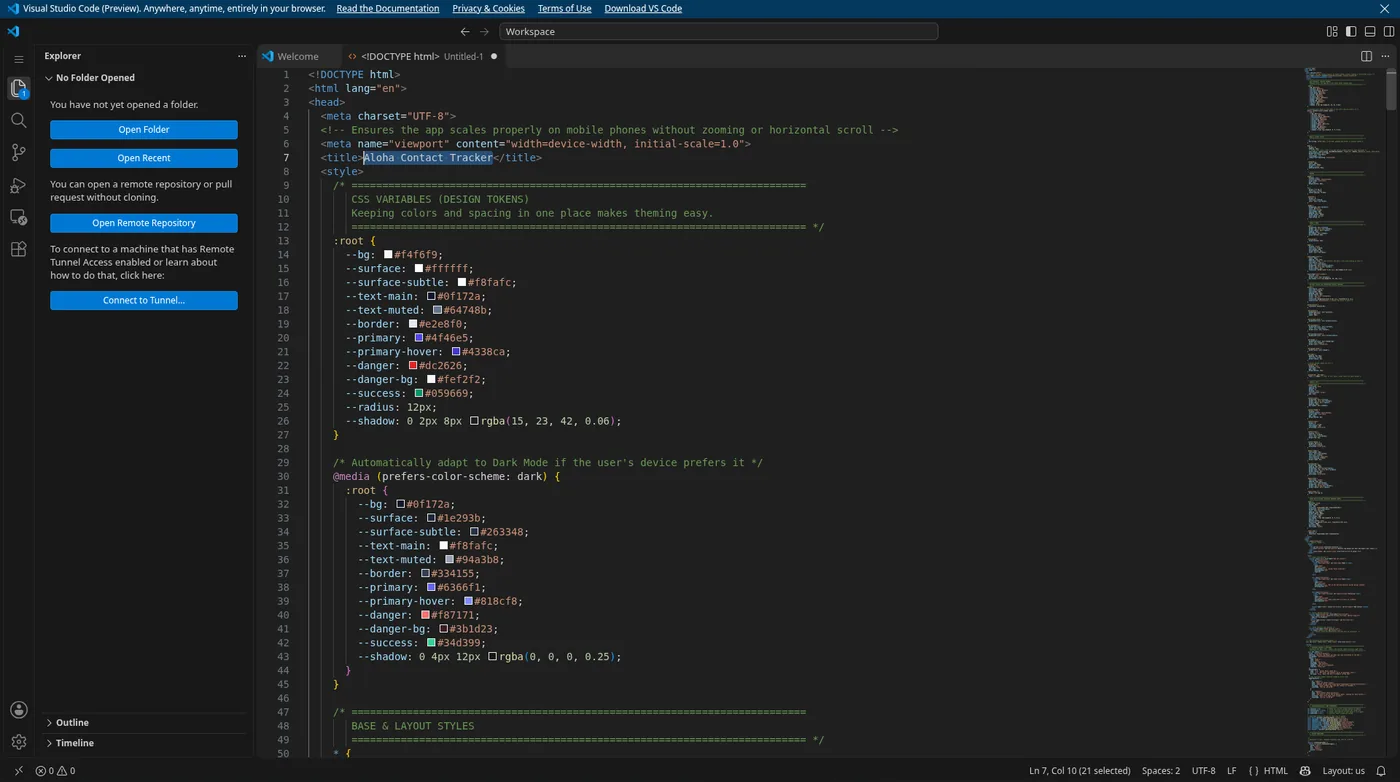 Visual Studio Code (Preview). Anywhere, anytime, entirely in your browser. Read the Documentation Privacy & Cookies Terms of Use Download VS Code
Workspace
Explorer
No Folder Opened
You have not yet opened a folder.
Open Folder
Open Recent
You can open a remote repository or pull
request without cloning.
Open Remote Repository
To connect to a machine that has Remote
Tunnel Access enabled or learn about
how to do that, click here:
Connect to Tunnel...
Outline
Timeline
1
Welcome
<!DOCTYPE html> Untitled-1
1 <!DOCTYPE html>
2 <html lang="en">
3 <head>
4 <meta charset="UTF-8">
5 <!-- Ensures the app scales properly on mobile phones without zooming or horizontal scroll -->
6 <meta name="viewport" content="width=device-width, initial-scale=1.0">
7 <title>Aloha Contact Tracker</title>
8 <style>
9 /* ==========================================================================
10 CSS VARIABLES (DESIGN TOKENS)
11 Keeping colors and spacing in one place makes theming easy.
12 ========================================================================== */
13 :root {
14 --bg: #f4f6f9;
15 --surface: #ffffff;
16 --surface-subtle: #f8fafc;
17 --text-main: #0f172a;
18 --text-muted: #64748b;
19 --border: #e2e8f0;
20 --primary: #4f46e5;
21 --primary-hover: #4338ca;
22 --danger: #dc2626;
23 --danger-bg: #fef2f2;
24 --success: #059669;
25 --radius: 12px;
26 --shadow: 0 2px 8px rgba(15, 23, 42, 0.06);
27 }
28
29 /* Automatically adapt to Dark Mode if the user's device prefers it */
30 @media (prefers-color-scheme: dark) {
31 :root {
32 --bg: #0f172a;
33 --surface: #1e293b;
34 --surface-subtle: #263348;
35 --text-main: #f8fafc;
36 --text-muted: #94a3b8;
37 --border: #334155;
38 --primary: #6366f1;
39 --primary-hover: #818cf8;
40 --danger: #f87171;
41 --danger-bg: #3b1d23;
42 --success: #34d399;
43 --shadow: 0 4px 12px rgba(0, 0, 0, 0.25);
44 }
45 }
46
47 /* ==========================================================================
48 BASE & LAYOUT STYLES
49 ========================================================================== */
50 * {
0 0
Ln 7, Col 10 (21 selected) Spaces: 2 UTF-8 LF { } HTML Layout: us